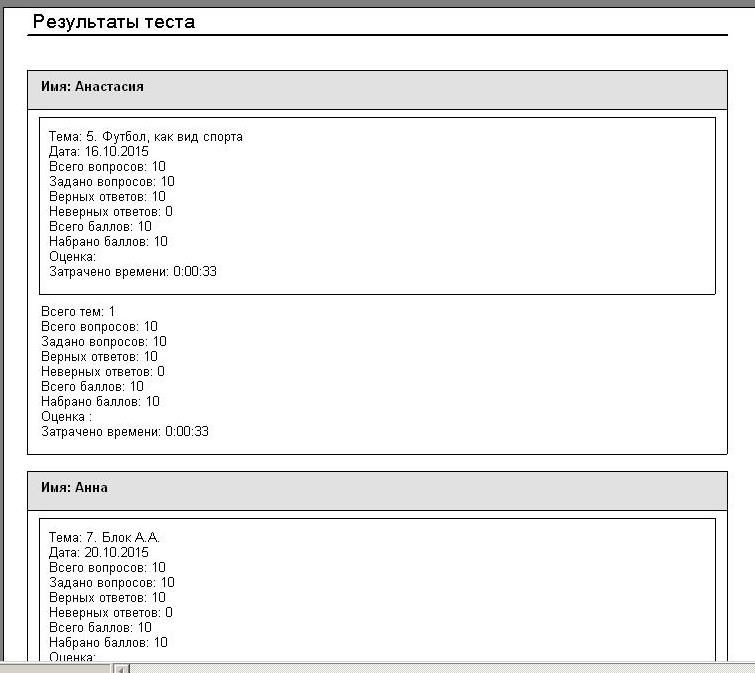 Результаты теста
Имя: Анастасия
Тема: 5. Футбол, как вид спорта
Дата: 16.10.2015
Всего вопросов: 10
Задано вопросов: 10
Верных ответов: 10
Неверных ответов: 0
Всего баллов: 10
Набрано баллов: 10
Оценка:
Затрачено времени: 0:00:33
Всего тем: 1
Всего вопросов: 10
Задано вопросов: 10
Верных ответов: 10
Неверных ответов: 0
Всего баллов: 10
Набрано баллов: 10
Оценка :
Затрачено времени: 0:00:33
Имя: Анна
Тема: 7. Блок А.А.
Дата: 20.10.2015
Всего вопросов: 10
Задано вопросов: 10
Верных ответов: 10
Неверных ответов: 0
Всего баллов: 10
Набрано баллов: 10
Оценка: